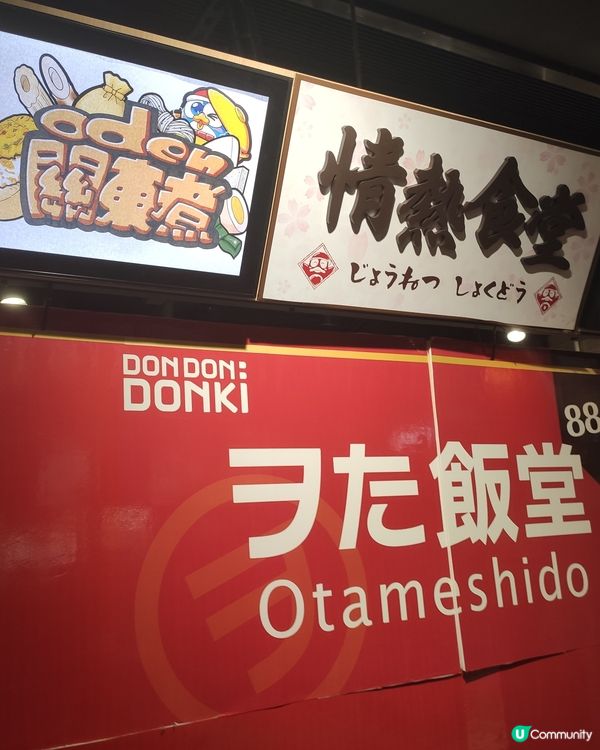 oden
關東煮
情熱食堂
じょうねつ しょくどう
DON DON:
DONKi
88
ヲた飯堂
Otameshido
U Community